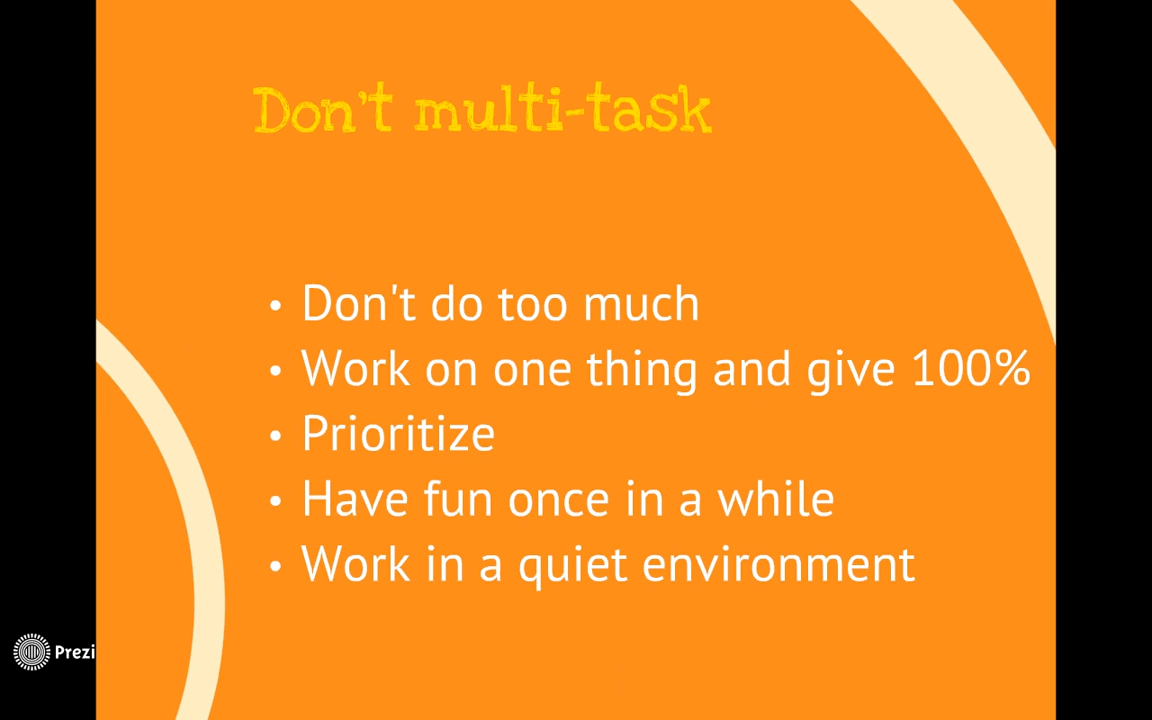 Don't multi-task
• Don't do too much
• Work on one thing and give 100%
• Prioritize
• Have fun once in a while
• Work in a quiet environment
Prezi